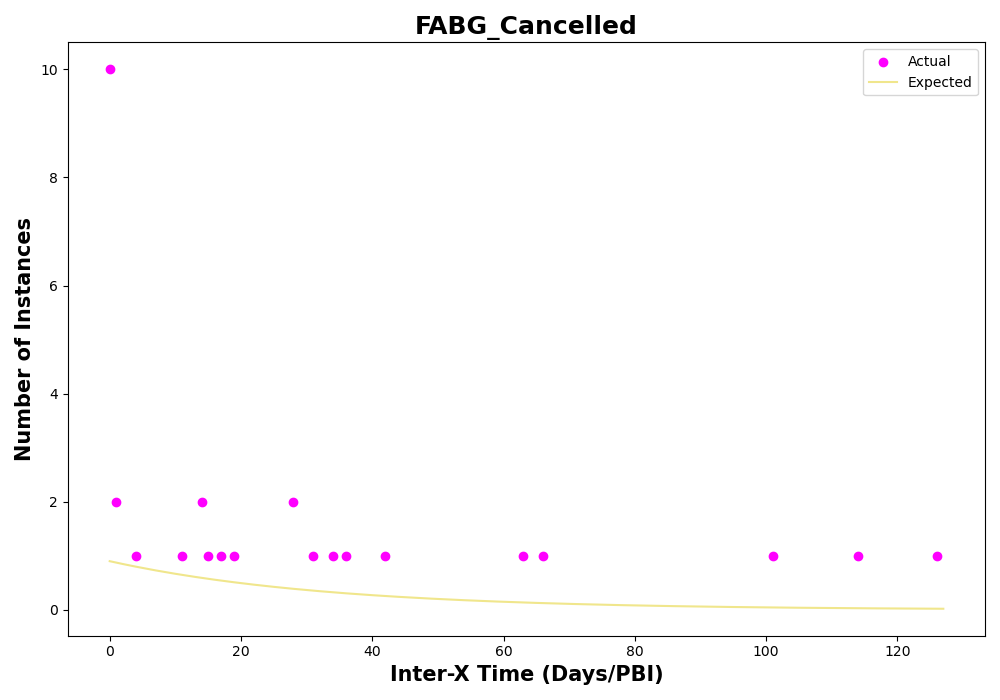 FABG_Cancelled
Actual
Expected
Number of Instances
10
8
6
4
2
0
0 20 40 60 80 100 120
Inter-X Time (Days/PBI)